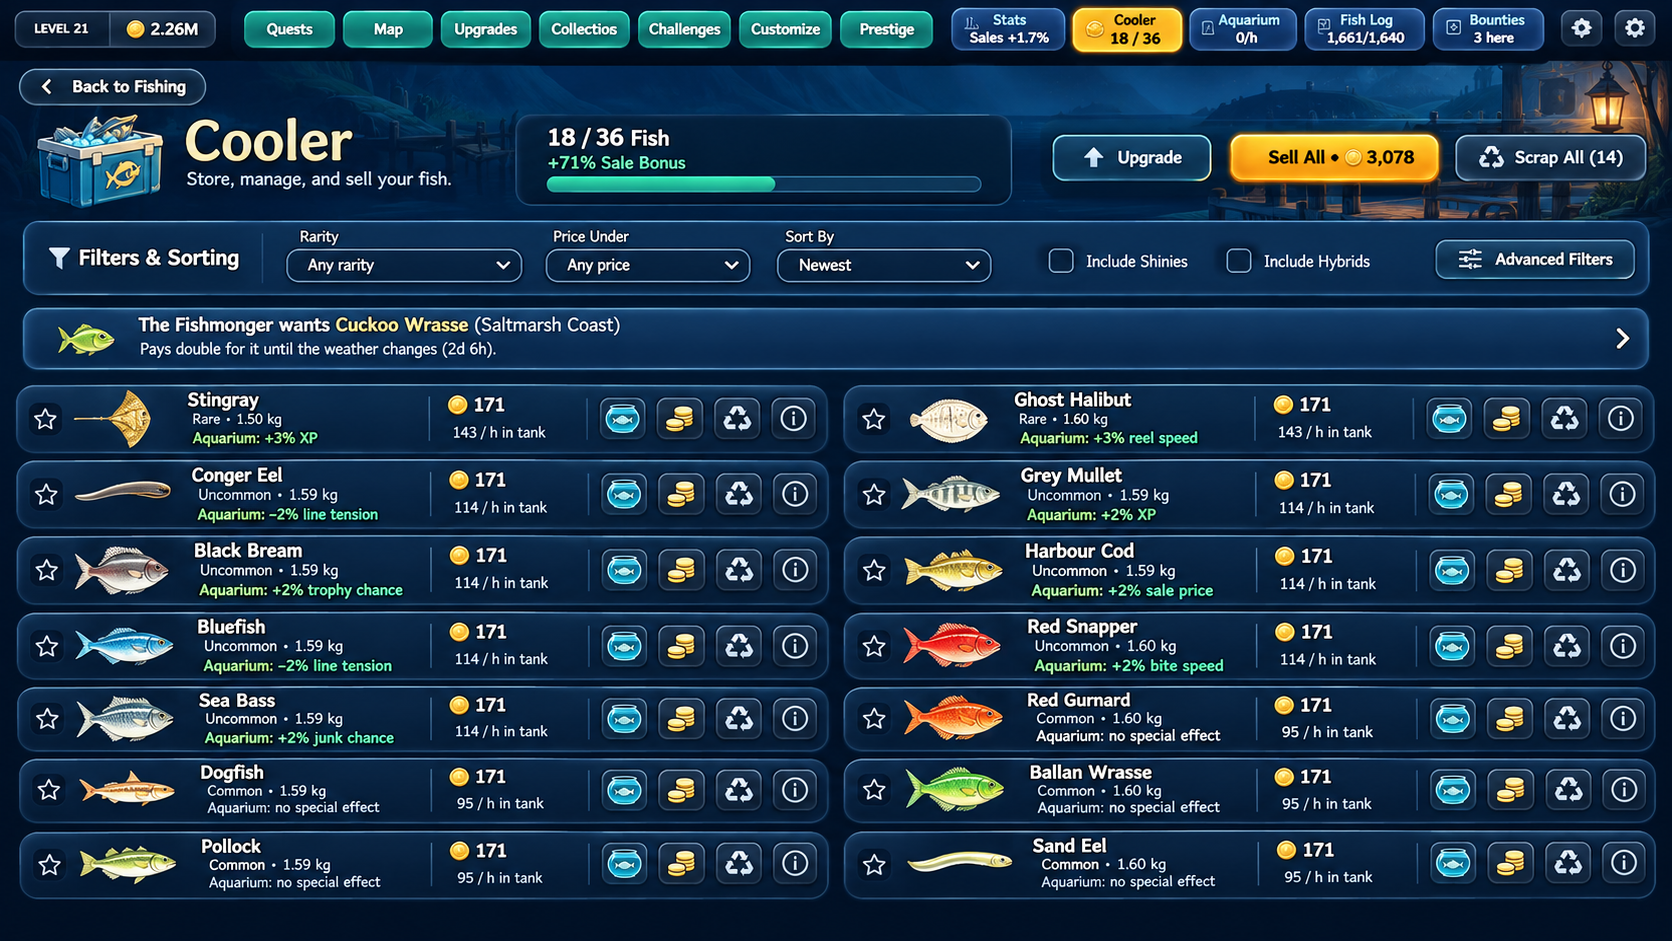 LEVEL 21
2.26M
Quests
Map
Upgrades
Collectios
Challenges
Customize
Prestige
Stats
Sales +1.7%
Cooler
18 / 36
Aquarium
0/h
Fish Log
1,661/1,640
Bounties
3 here
Back to Fishing
Cooler
Store, manage, and sell your fish.
18 / 36 Fish
+71% Sale Bonus
Upgrade
Sell All • 3,078
Scrap All (14)
Filters & Sorting
Rarity
Any rarity
Price Under
Any price
Sort By
Newest
Include Shinies
Include Hybrids
Advanced Filters
The Fishmonger wants Cuckoo Wrasse (Saltmarsh Coast)
Pays double for it until the weather changes (2d 6h).
Stingray
Rare • 1.50 kg
Aquarium: +3% XP
171
143 / h in tank
Ghost Halibut
Rare • 1.60 kg
Aquarium: +3% reel speed
171
143 / h in tank
Conger Eel
Uncommon • 1.59 kg
Aquarium: −2% line tension
171
114 / h in tank
Grey Mullet
Uncommon • 1.59 kg
Aquarium: +2% XP
171
114 / h in tank
Black Bream
Uncommon • 1.59 kg
Aquarium: +2% trophy chance
171
114 / h in tank
Harbour Cod
Uncommon • 1.59 kg
Aquarium: +2% sale price
171
114 / h in tank
Bluefish
Uncommon • 1.59 kg
Aquarium: −2% line tension
171
114 / h in tank
Red Snapper
Uncommon • 1.60 kg
Aquarium: +2% bite speed
171
114 / h in tank
Sea Bass
Uncommon • 1.59 kg
Aquarium: +2% junk chance
171
114 / h in tank
Red Gurnard
Common • 1.60 kg
Aquarium: no special effect
171
95 / h in tank
Dogfish
Common • 1.59 kg
Aquarium: no special effect
171
95 / h in tank
Ballan Wrasse
Common • 1.60 kg
Aquarium: no special effect
171
95 / h in tank
Pollock
Common • 1.59 kg
Aquarium: no special effect
171
95 / h in tank
Sand Eel
Common • 1.60 kg
Aquarium: no special effect
171
95 / h in tank